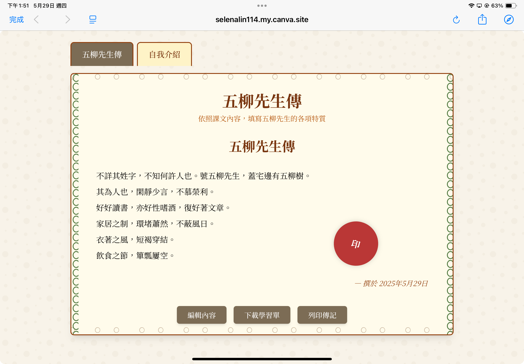 下午1:51 5月29日 週四
63%
完成
selenalin114.my.canva.site
五柳先生傳
自我介紹
五柳先生傳
依照課文內容，填寫五柳先生的各項特質
五柳先生傳
不詳其姓字，不知何許人也。號五柳先生，蓋宅邊有五柳樹。
其為人也，閑靜少言，不慕榮利。
好好讀書，亦好性嗜酒，復好著文章。
家居之制，環堵蕭然，不蔽風日。
衣著之風，短褐穿結。
飲食之節，簞瓢屢空。
印
— 撰於 2025年5月29日
編輯內容
下載學習單
列印傳記